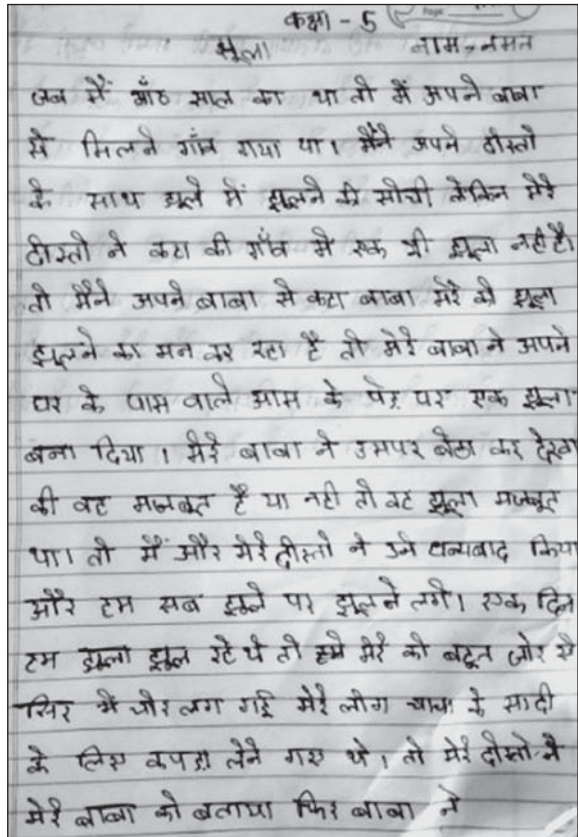 कक्षा - 5
झूला नाम - नमन
जब मैं आँठ साल का था तो में अपने बाबा
से मिलने गाँव गया था। मैंने अपने दोस्तो
के साथ झुले में झुलने की सोची लेकिन मेरे
दोस्तो ने कहा की गाँव मे एक भी झूला नही है।
तो मैंने अपने बाबा से कहा बाबा मेरे को झूला
झूलने का मन कर रहा है तो मेरे बाबा ने अपने
घर के पास वाले आम के पेड़ पर एक झूला
बना दिया। मेरे बाबा ने उसपर बेठा कर देखा
की वह मजबूत है या नही तो वह झूला मजबूत
था। तो मैं और मेरे दोस्तो ने उने धन्यबाद किया
और हम सब झुले पर झूलने लगे। एक दिन
हम झूला झूल रहे थे तो हमे मेरे को बहूत जोर से
सिर में चोट लग गई मेरे लोग चाचा के सादी
के लिए कपड़ा लेने गए थे। तो मेरे दोस्तो ने
मेरे बाबा को बताया फिर बाबा ने